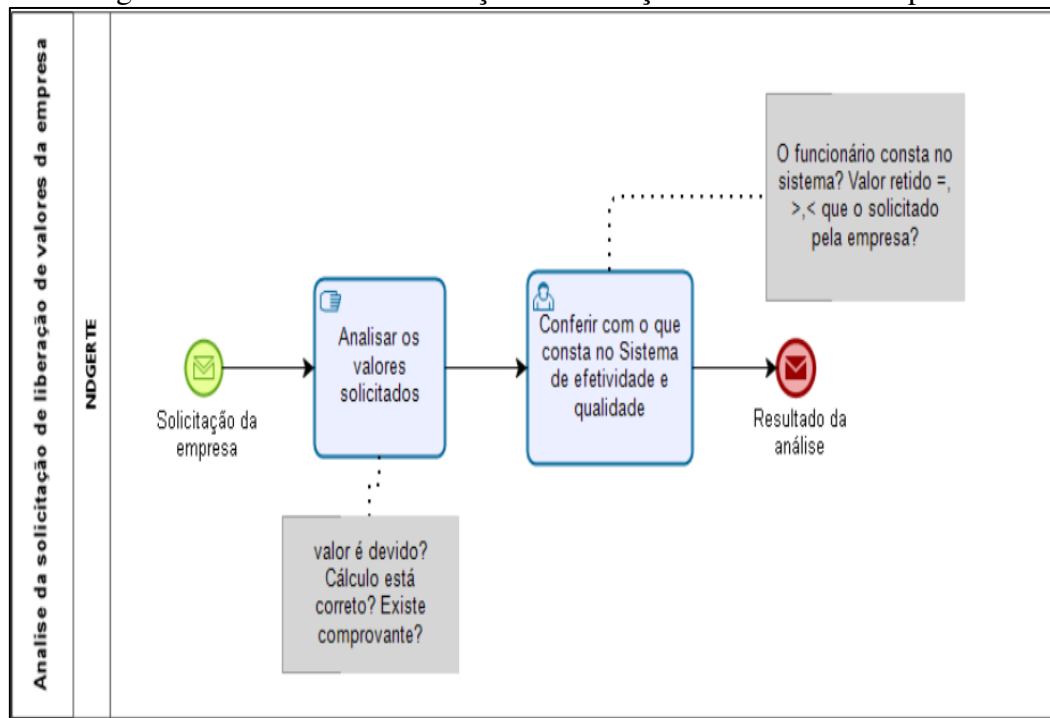 Analise da solicitação de liberação de valores da empresa
NDGERTE
O funcionário consta no
sistema? Valor retido =,
>,< que o solicitado
pela empresa?
Analisar os
valores
solicitados
Conferir com o que
consta no Sistema
de efetividade e
qualidade
Solicitação da
empresa
Resultado da
análise
valor é devido?
Cálculo está
correto? Existe
comprovante?